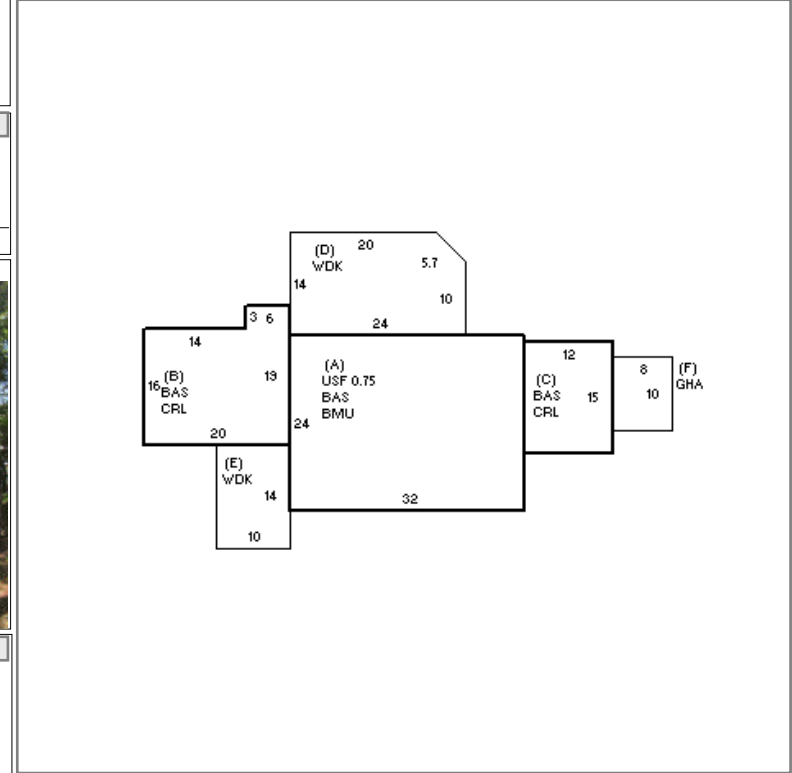 (D) 20
WDK 5.7
14
10
24
3 6
14
(A)
USF 0.75
BAS
BMU
24
32
(B)
16 BAS
CRL
19
20
12
(C)
BAS 15
CRL
8 (F)
10 GHA
(E)
WDK
14
10